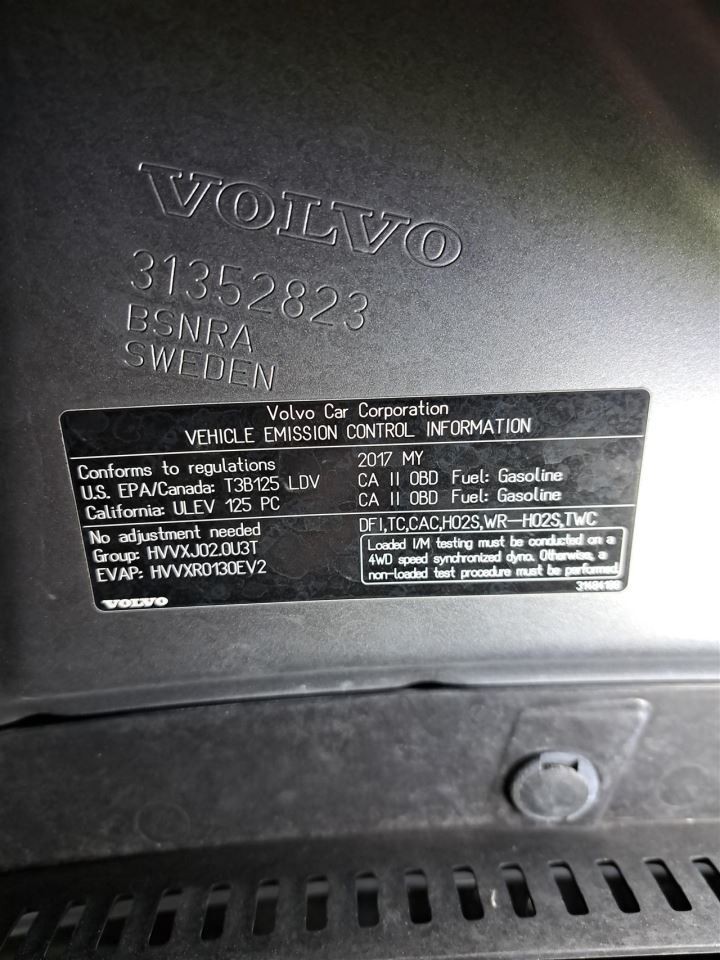 VOLVO
31352823
BSNRA
SWEDEN
Volvo Car Corporation
VEHICLE EMISSION CONTROL INFORMATION
Conforms to regulations 2017 MY
U.S. EPA/Canada: T3B125 LDV CA II OBD Fuel: Gasoline
California: ULEV 125 PC CA II OBD Fuel: Gasoline
No adjustment needed
Group: HVVXJ02.0U3T
EVAP: HVVXR0130EV2
DFI,TC,CAC,HO2S,WR-HO2S,TWC
Loaded I/M testing must be conducted on a
4WD speed synchronized dyno. Otherwise, a
non-loaded test procedure must be performed
VOLVO